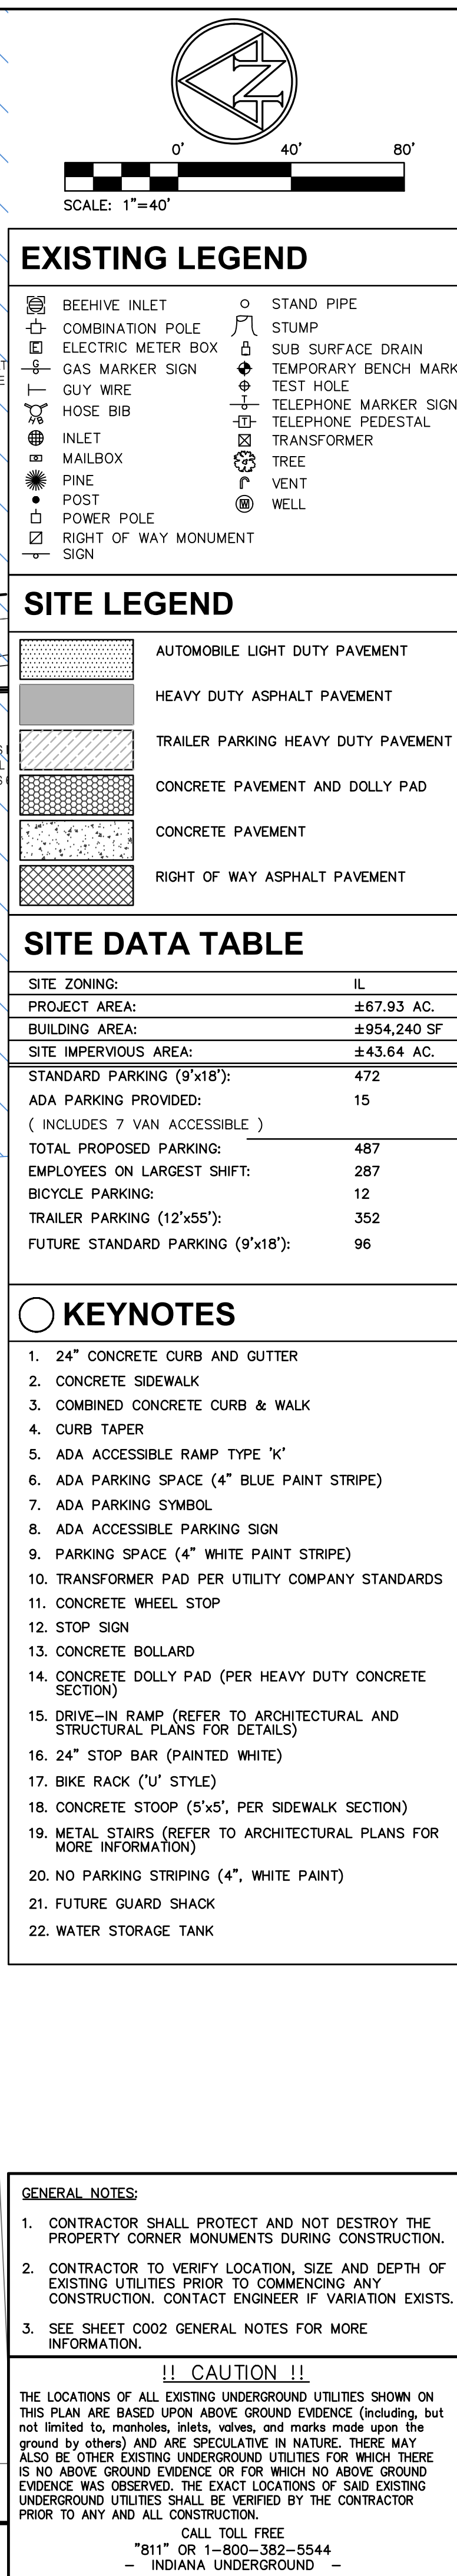 N
0' 40' 80'
SCALE: 1"=40'
EXISTING LEGEND
BEEHIVE INLET
COMBINATION POLE
E ELECTRIC METER BOX
G GAS MARKER SIGN
GUY WIRE
HOSE BIB
INLET
MAILBOX
PINE
POST
POWER POLE
RIGHT OF WAY MONUMENT
SIGN
STAND PIPE
STUMP
SUB SURFACE DRAIN
TEMPORARY BENCH MARK
TEST HOLE
T TELEPHONE MARKER SIGN
T TELEPHONE PEDESTAL
TRANSFORMER
TREE
VENT
W WELL
SITE LEGEND
AUTOMOBILE LIGHT DUTY PAVEMENT
HEAVY DUTY ASPHALT PAVEMENT
TRAILER PARKING HEAVY DUTY PAVEMENT
CONCRETE PAVEMENT AND DOLLY PAD
CONCRETE PAVEMENT
RIGHT OF WAY ASPHALT PAVEMENT
SITE DATA TABLE
SITE ZONING: IL
PROJECT AREA: ±67.93 AC.
BUILDING AREA: ±954,240 SF
SITE IMPERVIOUS AREA: ±43.64 AC.
STANDARD PARKING (9'x18'): 472
ADA PARKING PROVIDED: 15
( INCLUDES 7 VAN ACCESSIBLE )
TOTAL PROPOSED PARKING: 487
EMPLOYEES ON LARGEST SHIFT: 287
BICYCLE PARKING: 12
TRAILER PARKING (12'x55'): 352
FUTURE STANDARD PARKING (9'x18'): 96
KEYNOTES
1. 24" CONCRETE CURB AND GUTTER
2. CONCRETE SIDEWALK
3. COMBINED CONCRETE CURB & WALK
4. CURB TAPER
5. ADA ACCESSIBLE RAMP TYPE 'K'
6. ADA PARKING SPACE (4" BLUE PAINT STRIPE)
7. ADA PARKING SYMBOL
8. ADA ACCESSIBLE PARKING SIGN
9. PARKING SPACE (4" WHITE PAINT STRIPE)
10. TRANSFORMER PAD PER UTILITY COMPANY STANDARDS
11. CONCRETE WHEEL STOP
12. STOP SIGN
13. CONCRETE BOLLARD
14. CONCRETE DOLLY PAD (PER HEAVY DUTY CONCRETE
SECTION)
15. DRIVE-IN RAMP (REFER TO ARCHITECTURAL AND
STRUCTURAL PLANS FOR DETAILS)
16. 24" STOP BAR (PAINTED WHITE)
17. BIKE RACK ('U' STYLE)
18. CONCRETE STOOP (5'x5', PER SIDEWALK SECTION)
19. METAL STAIRS (REFER TO ARCHITECTURAL PLANS FOR
MORE INFORMATION)
20. NO PARKING STRIPING (4", WHITE PAINT)
21. FUTURE GUARD SHACK
22. WATER STORAGE TANK
GENERAL NOTES:
1. CONTRACTOR SHALL PROTECT AND NOT DESTROY THE
PROPERTY CORNER MONUMENTS DURING CONSTRUCTION.
2. CONTRACTOR TO VERIFY LOCATION, SIZE AND DEPTH OF
EXISTING UTILITIES PRIOR TO COMMENCING ANY
CONSTRUCTION. CONTACT ENGINEER IF VARIATION EXISTS.
3. SEE SHEET C002 GENERAL NOTES FOR MORE
INFORMATION.
!! CAUTION !!
THE LOCATIONS OF ALL EXISTING UNDERGROUND UTILITIES SHOWN ON
THIS PLAN ARE BASED UPON ABOVE GROUND EVIDENCE (including, but
not limited to, manholes, inlets, valves, and marks made upon the
ground by others) AND ARE SPECULATIVE IN NATURE. THERE MAY
ALSO BE OTHER EXISTING UNDERGROUND UTILITIES FOR WHICH THERE
IS NO ABOVE GROUND EVIDENCE OR FOR WHICH NO ABOVE GROUND
EVIDENCE WAS OBSERVED. THE EXACT LOCATIONS OF SAID EXISTING
UNDERGROUND UTILITIES SHALL BE VERIFIED BY THE CONTRACTOR
PRIOR TO ANY AND ALL CONSTRUCTION.
CALL TOLL FREE
"811" OR 1-800-382-5544
- INDIANA UNDERGROUND -